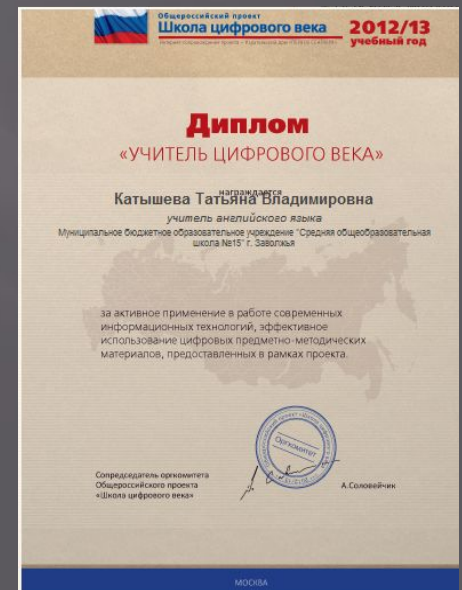 Общероссийский проект
Школа цифрового века
2012/13
учебный год
Диплом
«УЧИТЕЛЬ ЦИФРОВОГО ВЕКА»
награждается
Катышева Татьяна Владимировна
учитель английского языка
Муниципальное бюджетное образовательное учреждение "Средняя общеобразовательная
школа №15" г. Заволжья
за активное применение в работе современных
информационных технологий, эффективное
использование цифровых предметно-методических
материалов, предоставленных в рамках проекта.
Оргкомитет
Сопредседатель оргкомитета
Общероссийского проекта
«Школа цифрового века»
А.Соловейчик
МОСКВА